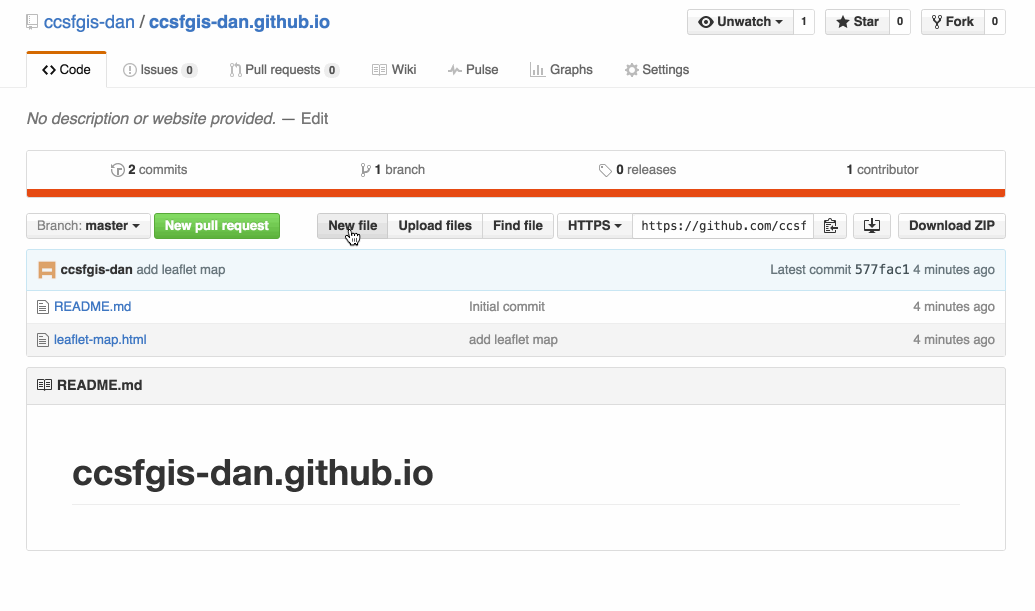 ccsfgis-dan / ccsfgis-dan.github.io Unwatch 1 Star 0 Fork 0
Code Issues 0 Pull requests 0 Wiki Pulse Graphs Settings
No description or website provided. — Edit
2 commits 1 branch 0 releases 1 contributor
Branch: master New pull request New file Upload files Find file HTTPS https://github.com/ccsf Download ZIP
ccsfgis-dan add leaflet map Latest commit 577fac1 4 minutes ago
README.md Initial commit 4 minutes ago
leaflet-map.html add leaflet map 4 minutes ago
README.md
ccsfgis-dan.github.io